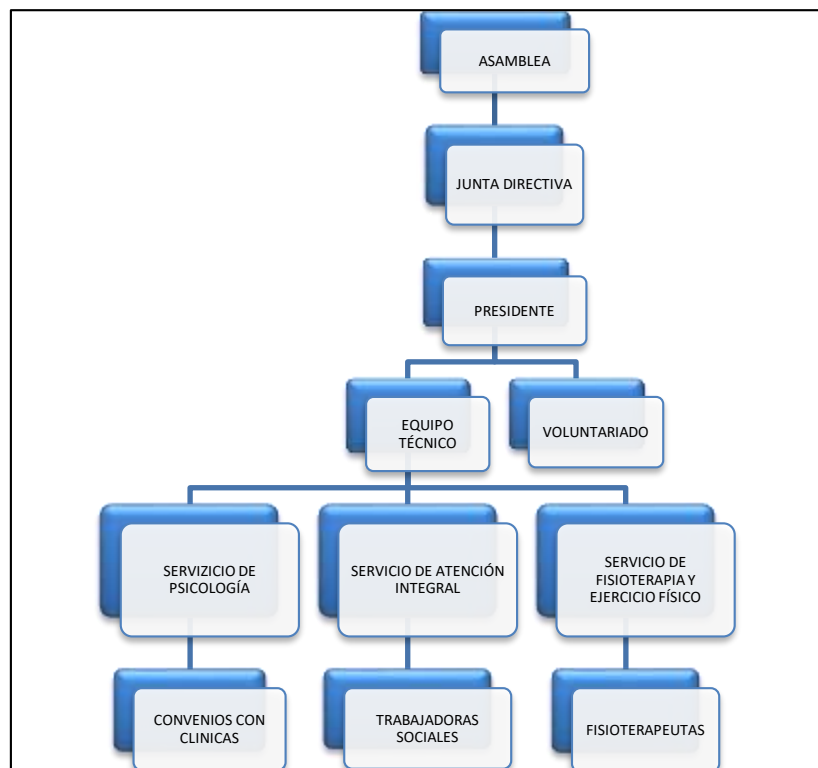 ASAMBLEA
JUNTA DIRECTIVA
PRESIDENTE
EQUIPO
TÉCNICO
VOLUNTARIADO
SERVIZICIO DE
PSICOLOGÍA
SERVICIO DE ATENCIÓN
INTEGRAL
SERVICIO DE
FISIOTERAPIA Y
EJERCICIO FÍSICO
CONVENIOS CON
CLINICAS
TRABAJADORAS
SOCIALES
FISIOTERAPEUTAS